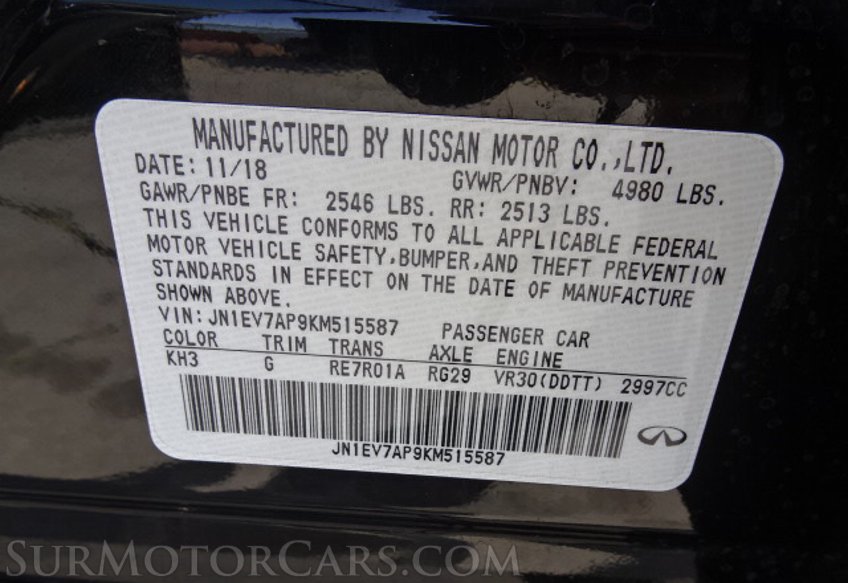 MANUFACTURED BY NISSAN MOTOR CO.,LTD.
DATE: 11/18 GVWR/PNBV: 4980 LBS.
GAWR/PNBE FR: 2546 LBS. RR: 2513 LBS.
THIS VEHICLE CONFORMS TO ALL APPLICABLE FEDERAL
MOTOR VEHICLE SAFETY,BUMPER,AND THEFT PREVENTION
STANDARDS IN EFFECT ON THE DATE OF MANUFACTURE
SHOWN ABOVE.
VIN: JN1EV7AP9KM515587 PASSENGER CAR
COLOR TRIM TRANS AXLE ENGINE
KH3 G RE7R01A RG29 VR30(DDTT) 2997CC
JN1EV7AP9KM515587
SURMOTORCARS.COM